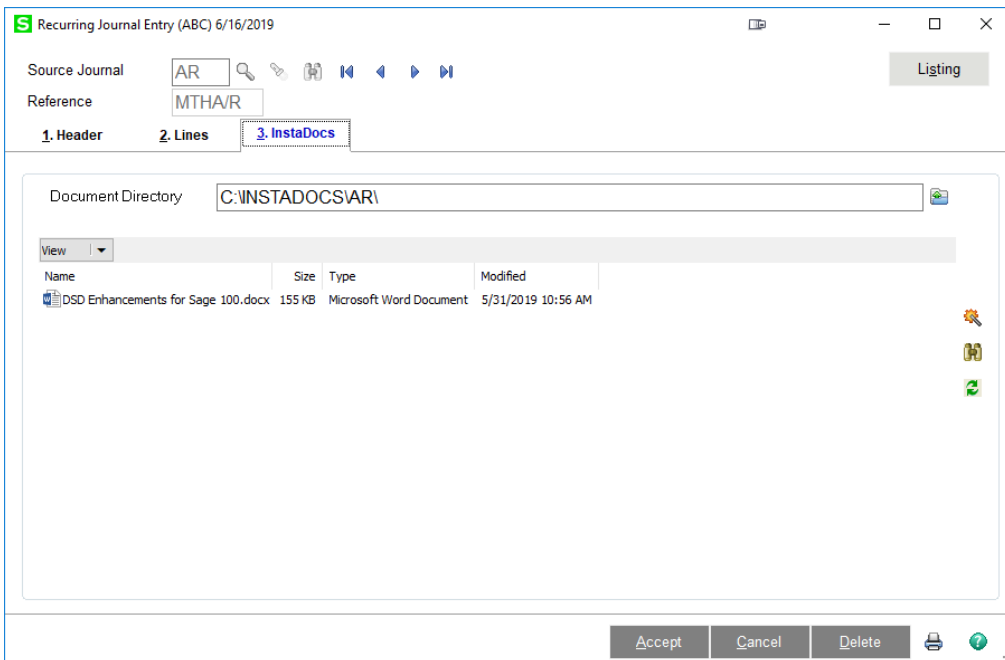 S Recurring Journal Entry (ABC) 6/16/2019
Source Journal AR Listing
Reference MTHA/R
1. Header 2. Lines 3. InstaDocs
Document Directory C:\INSTADOCS\AR\
View
Name Size Type Modified
DSD Enhancements for Sage 100.docx 155 KB Microsoft Word Document 5/31/2019 10:56 AM
Accept Cancel Delete